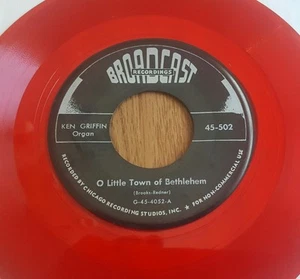 BROADCAST
RECORDINGS
KEN GRIFFIN
Organ
45-502
O Little Town of Bethlehem
(Brooks-Redner)
G-45-4052-A
RECORDED BY CHICAGO RECORDING STUDIOS, INC. ★ FOR NON-COMMERCIAL USE